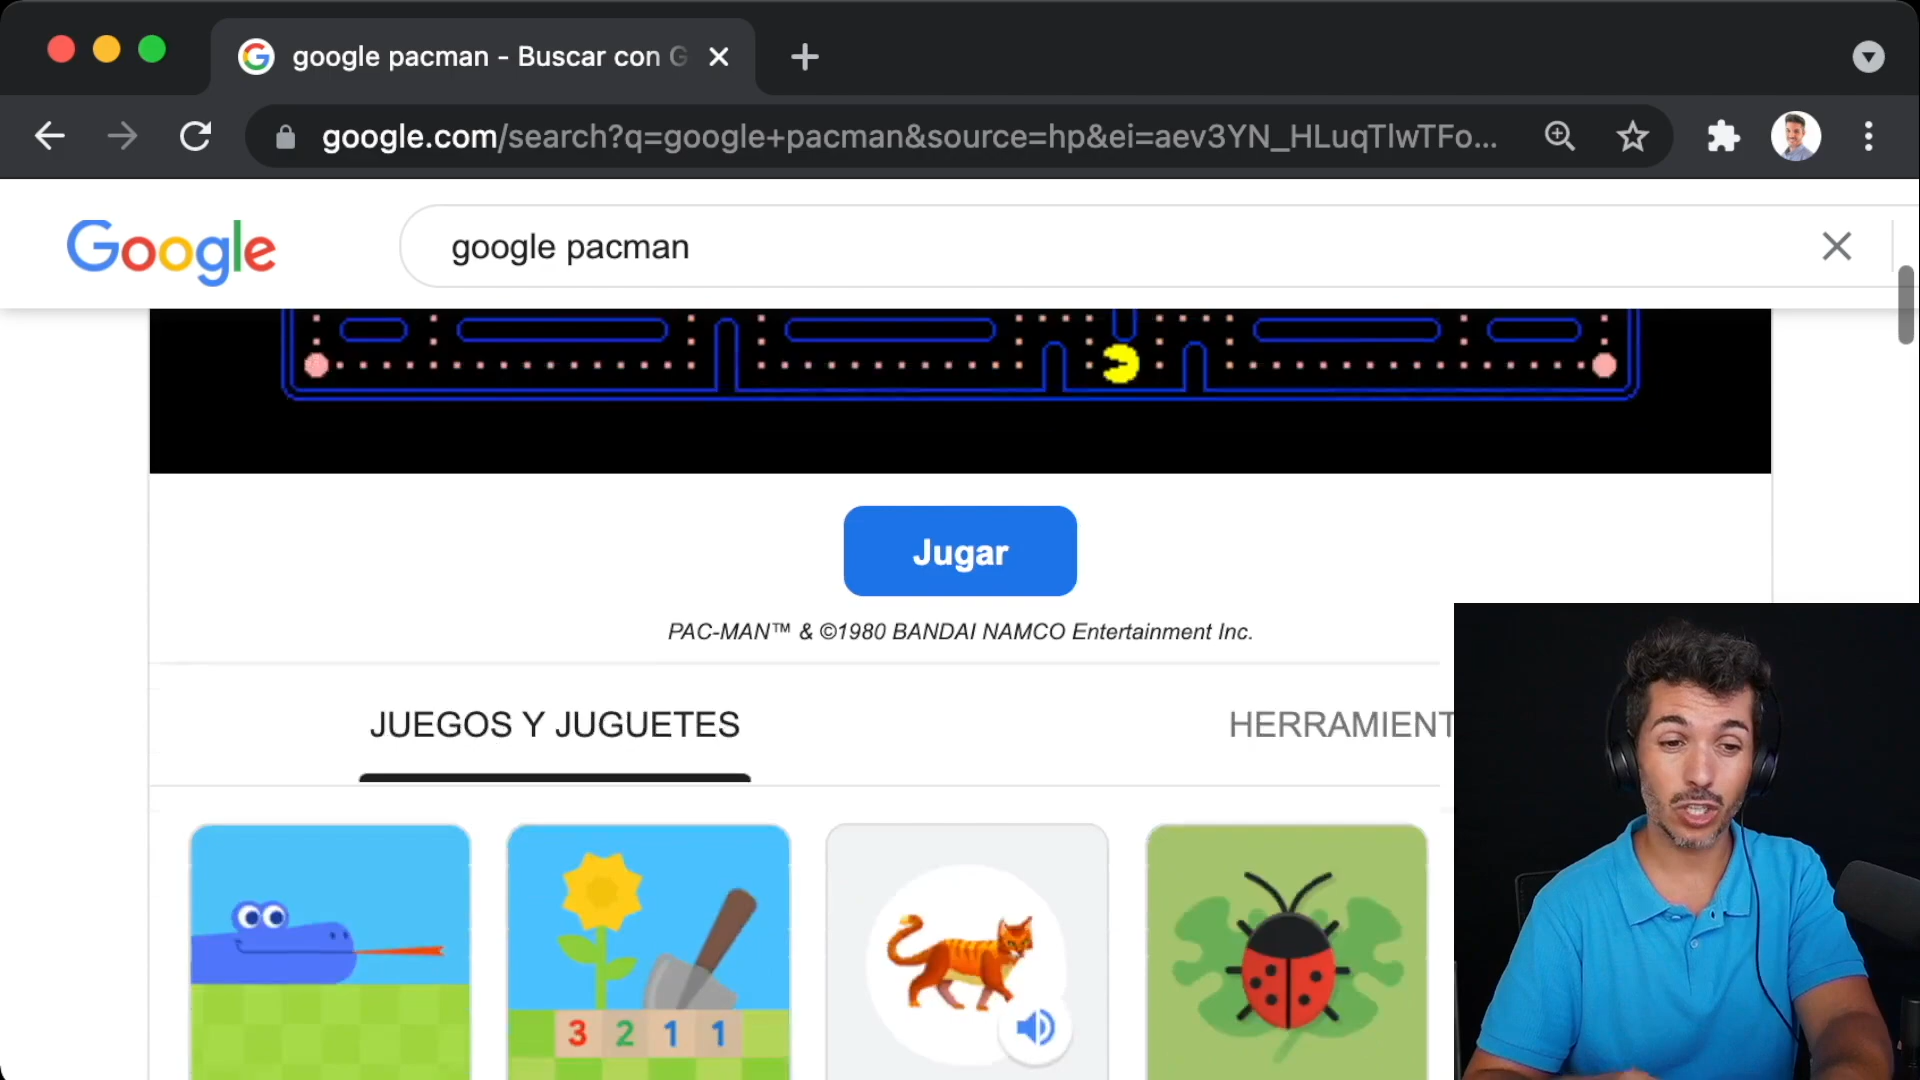 google pacman - Buscar con G
google.com/search?q=google+pacman&source=hp&ei=aev3YN_HLuqTlwTFo...
Google
google pacman
Jugar
PAC-MAN™ & ©1980 BANDAI NAMCO Entertainment Inc.
JUEGOS Y JUGUETES
HERRAMIENT
3 2 1 1